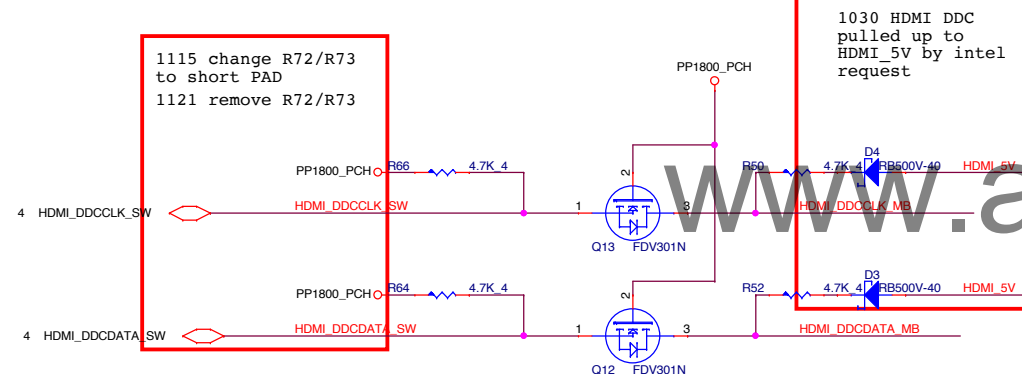 1030 HDMI DDC
pulled up to
HDMI_5V by intel
request
1115 change R72/R73
to short PAD
1121 remove R72/R73
PP1800_PCH
PP1800_PCH R66 4.7K_4 2 R50 4.7K_4 D4 RB500V-40 HDMI_5V
4 HDMI_DDCCLK_SW HDMI_DDCCLK_SW 1 3 HDMI_DDCCLK_MB
www.a
Q13 FDV301N
PP1800_PCH R64 4.7K_4 2 R52 4.7K_4 D3 RB500V-40 HDMI_5V
4 HDMI_DDCDATA_SW HDMI_DDCDATA_SW 1 3 HDMI_DDCDATA_MB
Q12 FDV301N